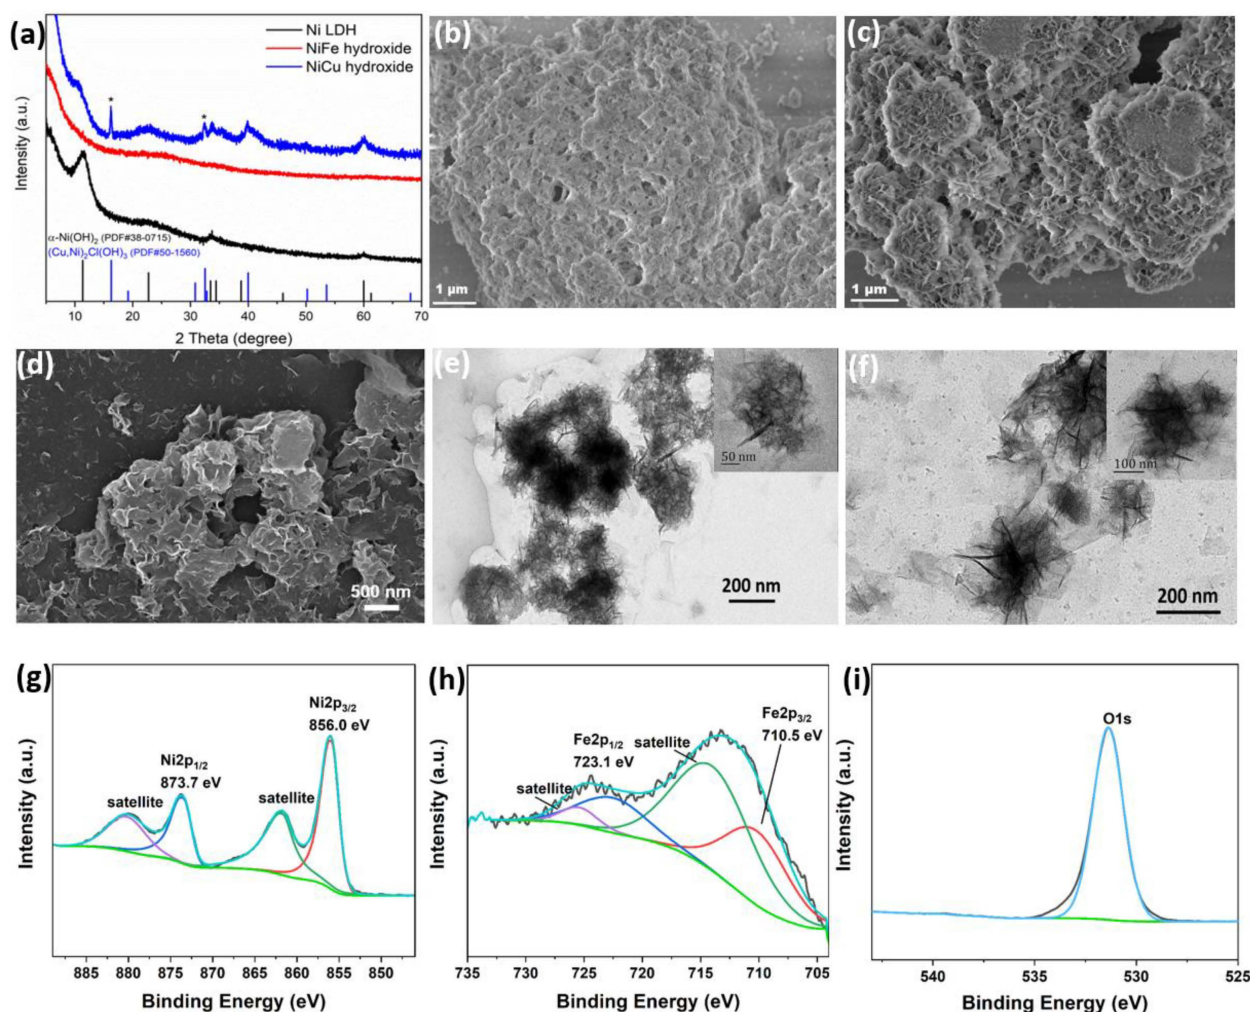 (a)
Ni LDH
NiFe hydroxide
NiCu hydroxide
*
*
Intensity (a.u.)
α-Ni(OH)₂ (PDF#38-0715)
(Cu,Ni)₂Cl(OH)₃ (PDF#50-1560)
10 20 30 40 50 60 70
2 Theta (degree)
(b)
1 μm
(c)
1 μm
(d)
500 nm
(e)
50 nm
200 nm
(f)
100 nm
200 nm
(g)
Ni2p₃/₂
856.0 eV
Ni2p₁/₂
873.7 eV
satellite
satellite
Intensity (a.u.)
885 880 875 870 865 860 855 850
Binding Energy (eV)
(h)
Fe2p₃/₂
710.5 eV
Fe2p₁/₂
723.1 eV
satellite
satellite
Intensity (a.u.)
735 730 725 720 715 710 705
Binding Energy (eV)
(i)
O1s
Intensity (a.u.)
540 535 530 525
Binding Energy (eV)